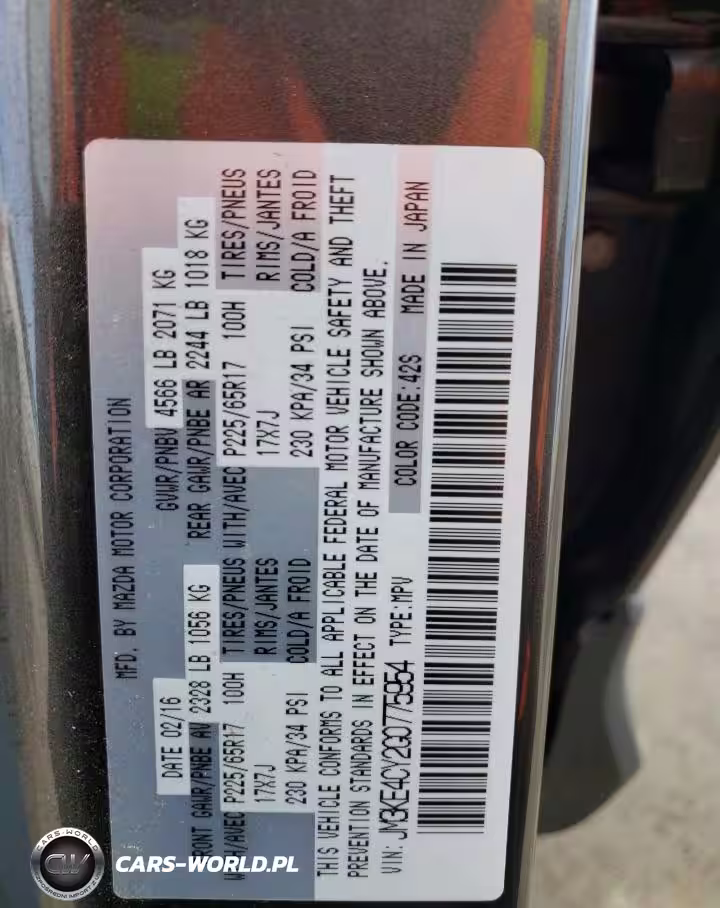 MFD. BY MAZDA MOTOR CORPORATION
DATE 02/16 GVWR/PNBV 4566 LB 2071 KG
FRONT GAWR/PNBE AV 2328 LB 1056 KG REAR GAWR/PNBE AR 2244 LB 1018 KG
WITH/AVEC P225/65R17 100H TIRES/PNEUS WITH/AVEC P225/65R17 100H TIRES/PNEUS
17X7J RIMS/JANTES 17X7J RIMS/JANTES
230 KPA/34 PSI COLD/A FROID 230 KPA/34 PSI COLD/A FROID
THIS VEHICLE CONFORMS TO ALL APPLICABLE FEDERAL MOTOR VEHICLE SAFETY AND THEFT
PREVENTION STANDARDS IN EFFECT ON THE DATE OF MANUFACTURE SHOWN ABOVE.
VIN: JM3KE4CY2G0775954 TYPE:MPV COLOR CODE:42S MADE IN JAPAN
CARS-WORLD
CW
CARS-WORLD.PL